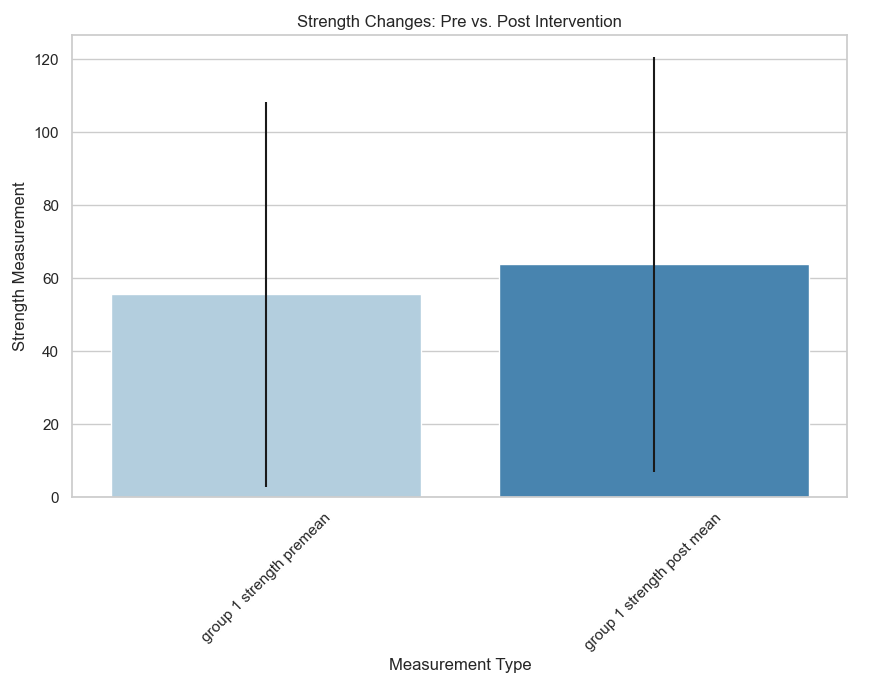 Strength Changes: Pre vs. Post Intervention
120
100
80
60
40
20
0
Strength Measurement
group 1 strength premean
group 1 strength post mean
Measurement Type